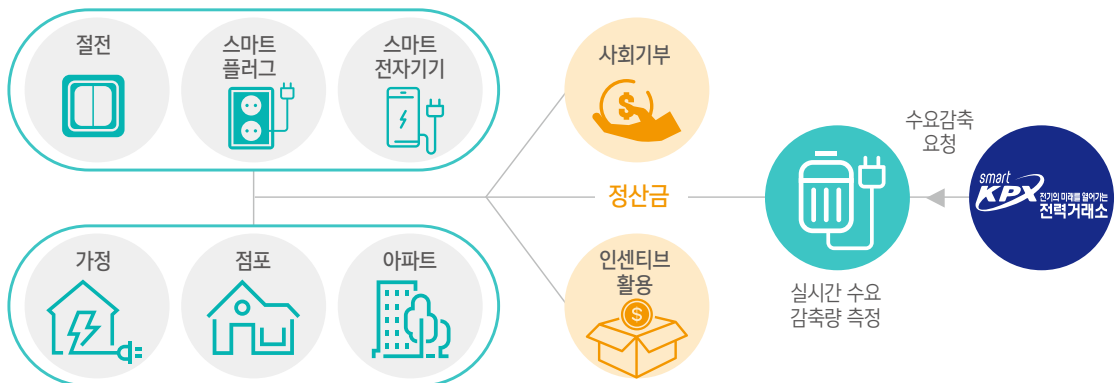 절전
스마트
플러그
스마트
전자기기
가정
점포
아파트
사회기부
정산금
인센티브
활용
실시간 수요
감축량 측정
수요감축
요청
smart
KPX 전기의 미래를 열어가는
전력거래소